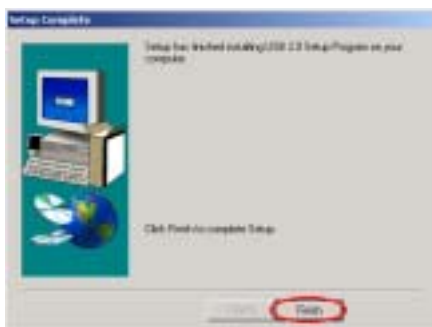 Setup Complete
Setup has finished installing USB 2.0 Setup Program on your
computer.
Click Finish to complete Setup.
Finish